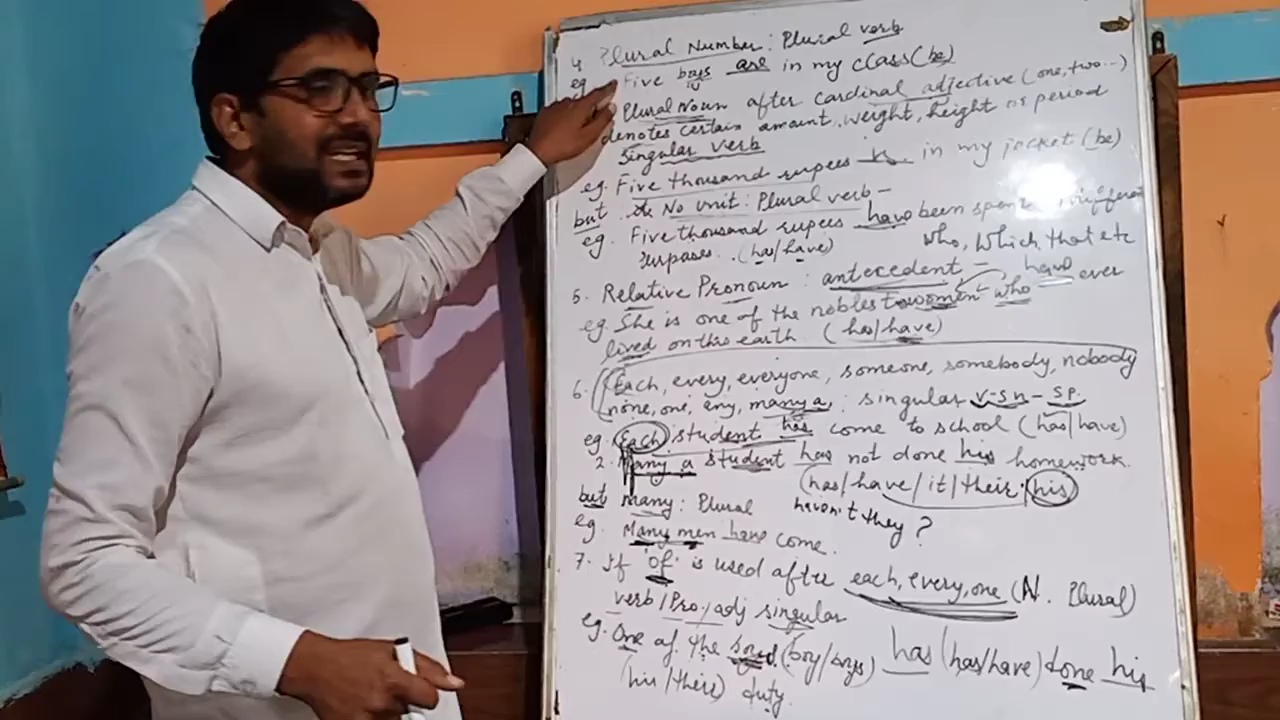 4. Plural Number: Plural verb
eg. Five boys are in my class (be)
Plural Noun after cardinal adjective (one, two...)
denotes certain amount, weight, height or period
Singular verb
eg. Five thousand rupees is in my jacket (be)
but No Unit: Plural verb -
eg. Five thousand rupees have been spent
purpases. (has/have)
who, which that etc
5. Relative Pronoun : antecedent -
eg. She is one of the noblest women who have ever
lived on this earth. (has/have)
6. Each, every, everyone, someone, somebody, nobody
none, one, any, many a : singular v-sn-sp
eg. Each student has come to school (has/have)
2. Many a student has not done his homework.
(has/have/it/their/his)
but many: Plural haven't they?
eg. Many men have come.
7. If 'of' is used after each, every, one (N. Plural)
verb/Pro./adj singular
eg. One of the boys (boy/boys) has (has/have) done his
(his/their) duty.